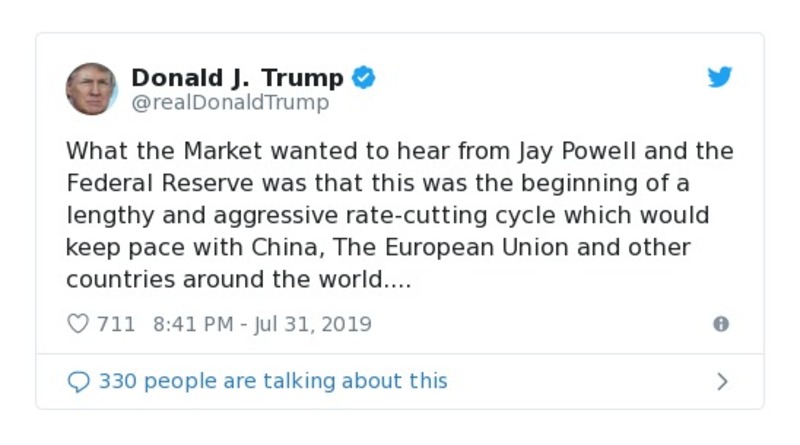 Donald J. Trump
@realDonaldTrump
What the Market wanted to hear from Jay Powell and the
Federal Reserve was that this was the beginning of a
lengthy and aggressive rate-cutting cycle which would
keep pace with China, The European Union and other
countries around the world....
711 8:41 PM - Jul 31, 2019
330 people are talking about this